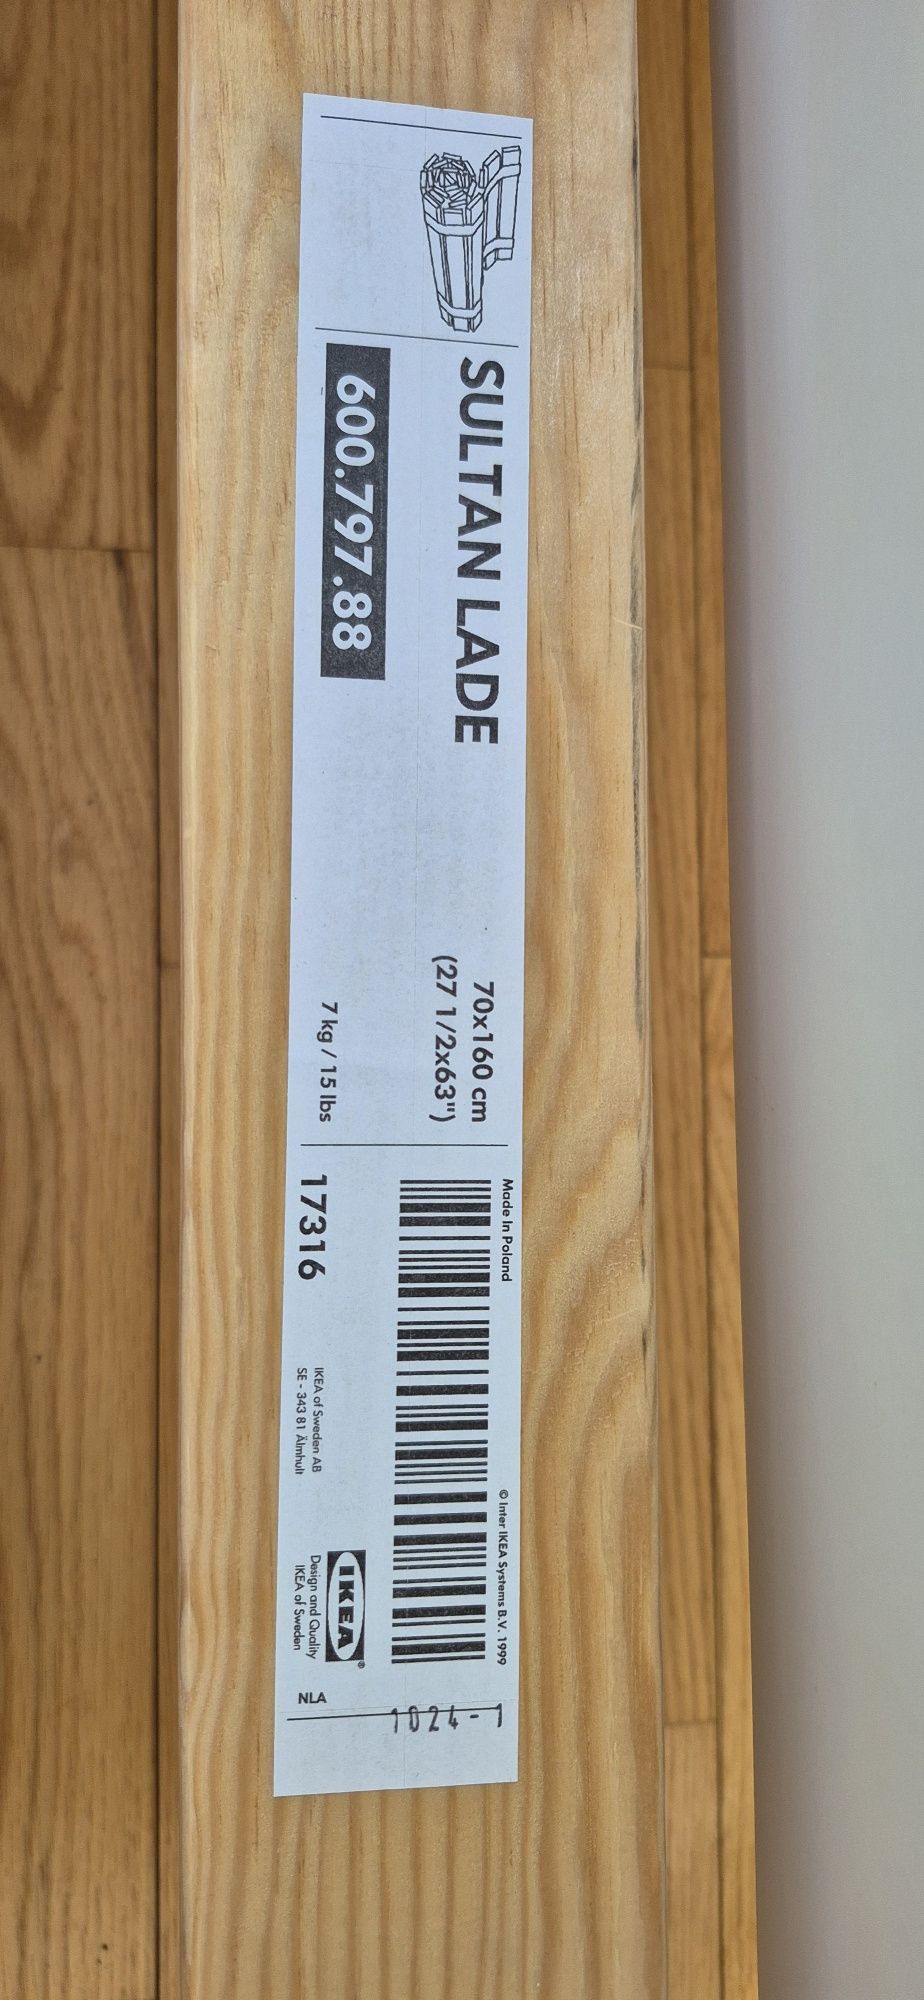 SULTAN LADE
600.797.88
70x160 cm
(27 1/2x63")
7 kg / 15 lbs
Made In Poland
© Inter IKEA Systems B.V. 1999
17316
IKEA of Sweden AB
SE - 343 81 Älmhult
IKEA®
Design and Quality
IKEA of Sweden
NLA
1024-1